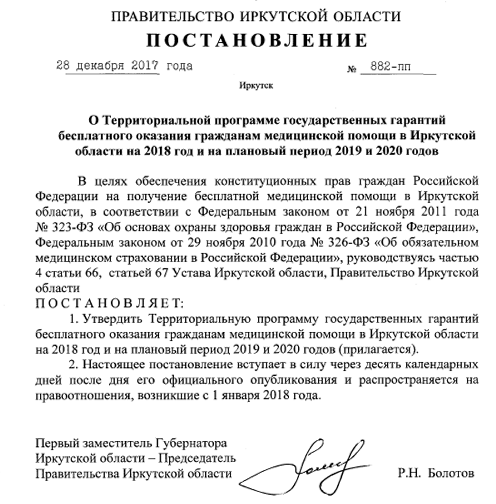 ПРАВИТЕЛЬСТВО ИРКУТСКОЙ ОБЛАСТИ
ПОСТАНОВЛЕНИЕ
28 декабря 2017 года № 882-пп
Иркутск
О Территориальной программе государственных гарантий
бесплатного оказания гражданам медицинской помощи в Иркутской
области на 2018 год и на плановый период 2019 и 2020 годов
В целях обеспечения конституционных прав граждан Российской
Федерации на получение бесплатной медицинской помощи в Иркутской
области, в соответствии с Федеральным законом от 21 ноября 2011 года
№ 323-ФЗ «Об основах охраны здоровья граждан в Российской Федерации»,
Федеральным законом от 29 ноября 2010 года № 326-ФЗ «Об обязательном
медицинском страховании в Российской Федерации», руководствуясь частью
4 статьи 66, статьей 67 Устава Иркутской области, Правительство Иркутской
области
П О С Т А Н О В Л Я Е Т:
1. Утвердить Территориальную программу государственных гарантий
бесплатного оказания гражданам медицинской помощи в Иркутской области
на 2018 год и на плановый период 2019 и 2020 годов (прилагается).
2. Настоящее постановление вступает в силу через десять календарных
дней после дня его официального опубликования и распространяется на
правоотношения, возникшие с 1 января 2018 года.
Первый заместитель Губернатора
Иркутской области – Председатель
Правительства Иркутской области Р.Н. Болотов